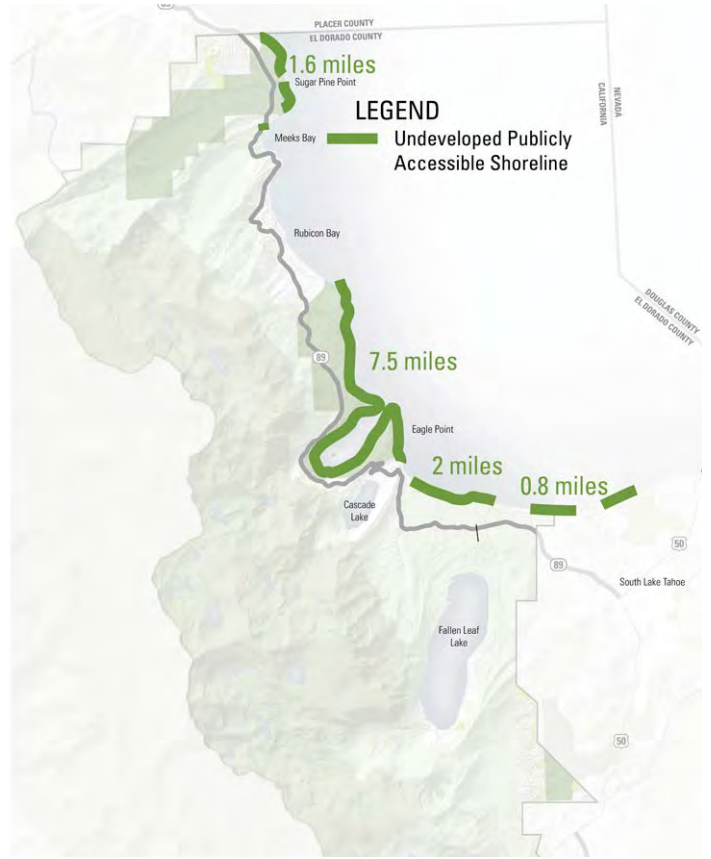 89
PLACER COUNTY
EL DORADO COUNTY
1.6 miles
Sugar Pine Point
CALIFORNIA
NEVADA
LEGEND
Undeveloped Publicly
Accessible Shoreline
Meeks Bay
Rubicon Bay
DOUGLAS COUNTY
EL DORADO COUNTY
89
7.5 miles
Eagle Point
2 miles
0.8 miles
Cascade
Lake
50
89
South Lake Tahoe
Fallen Leaf
Lake
50